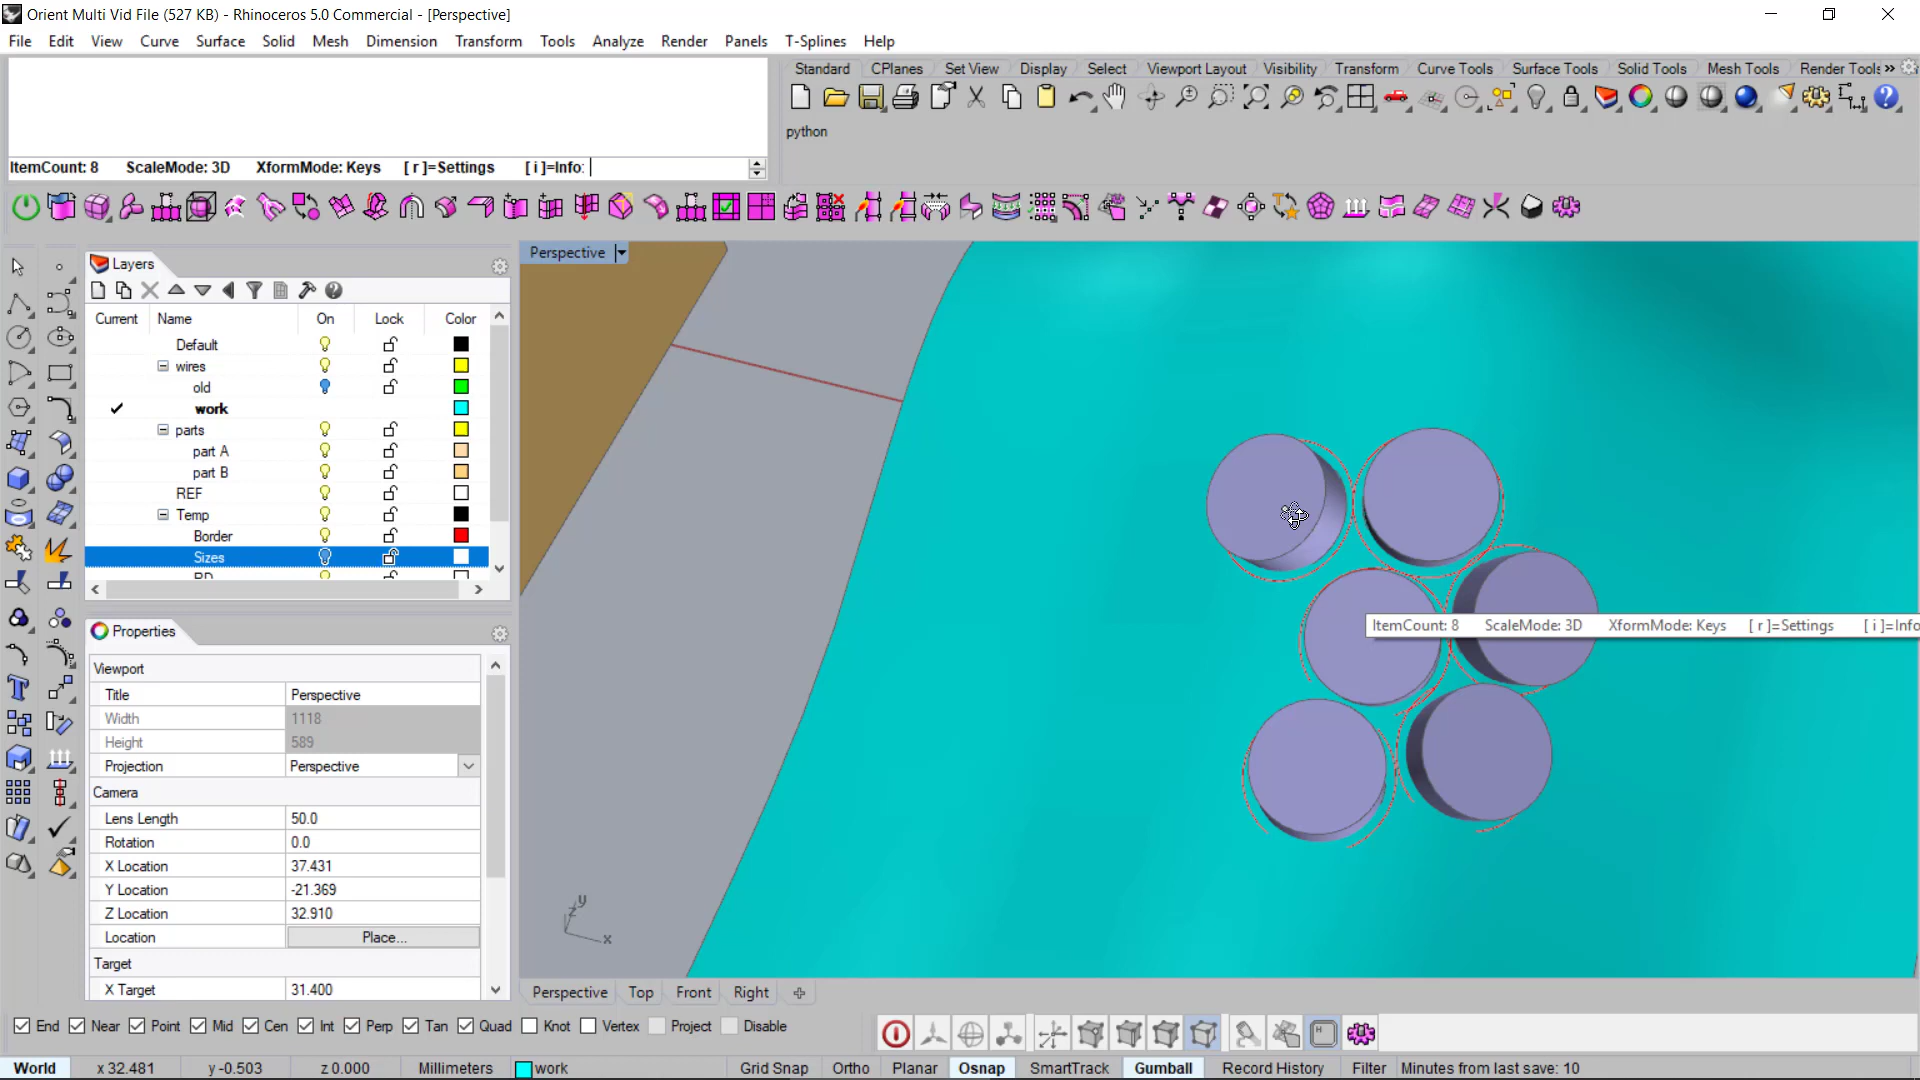 Orient Multi Vid File (527 KB) - Rhinoceros 5.0 Commercial - [Perspective]
File Edit View Curve Surface Solid Mesh Dimension Transform Tools Analyze Render Panels T-Splines Help
ItemCount: 8 ScaleMode: 3D XformMode: Keys [ r ]=Settings [ i ]=Info:
Standard CPlanes Set View Display Select Viewport Layout Visibility Transform Curve Tools Surface Tools Solid Tools Mesh Tools Render Tools »
python
Perspective
Layers
Current Name On Lock Color
Default
wires
old
work
parts
part A
part B
REF
Temp
Border
Sizes
Properties
Viewport
Title Perspective
Width 1118
Height 589
Projection Perspective
Camera
Lens Length 50.0
Rotation 0.0
X Location 37.431
Y Location -21.369
Z Location 32.910
Location Place...
Target
X Target 31.400
ItemCount: 8 ScaleMode: 3D XformMode: Keys [ r ]=Settings [ i ]=Info
z y x
Perspective Top Front Right
End Near Point Mid Cen Int Perp Tan Quad Knot Vertex Project Disable
World x 32.481 y -0.503 z 0.000 Millimeters work Grid Snap Ortho Planar Osnap SmartTrack Gumball Record History Filter Minutes from last save: 10